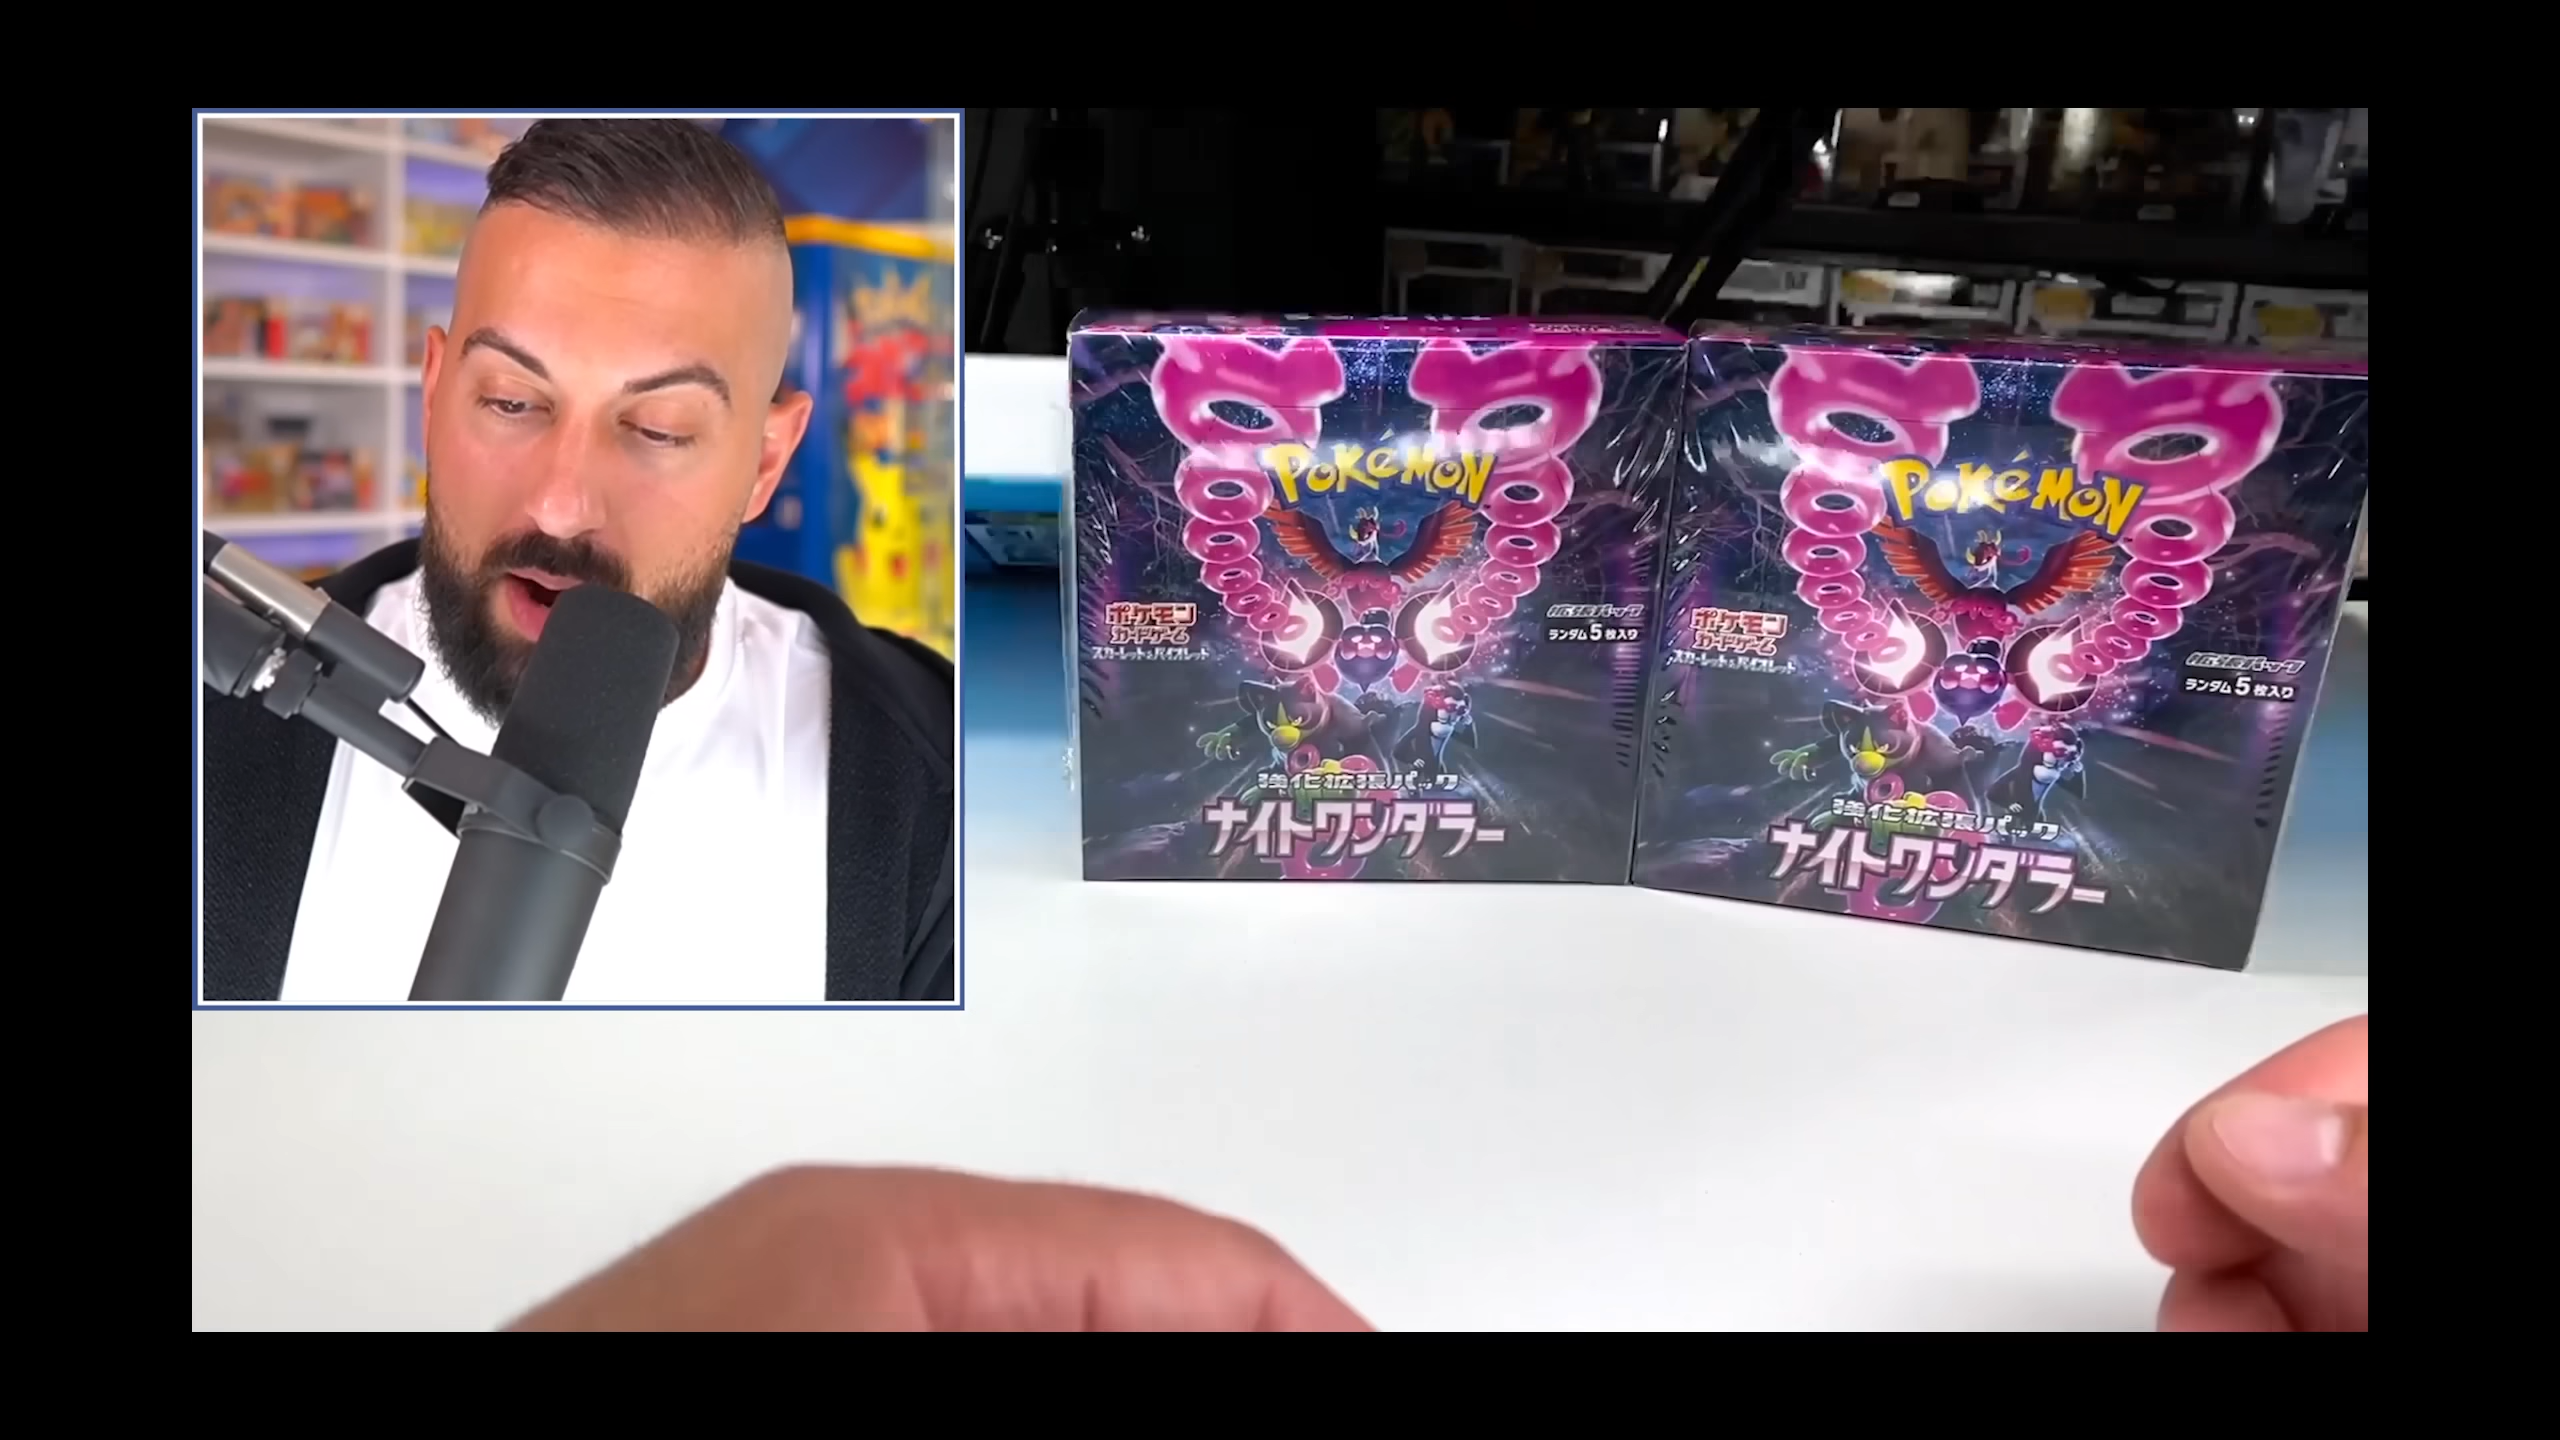 POKéMON
ポケモン
カードゲーム
スカーレット&バイオレット
拡張パック
ランダム5枚入り
強化拡張パック
ナイトワンダラー
POKéMON
ポケモン
カードゲーム
スカーレット&バイオレット
拡張パック
ランダム5枚入り
強化拡張パック
ナイトワンダラー